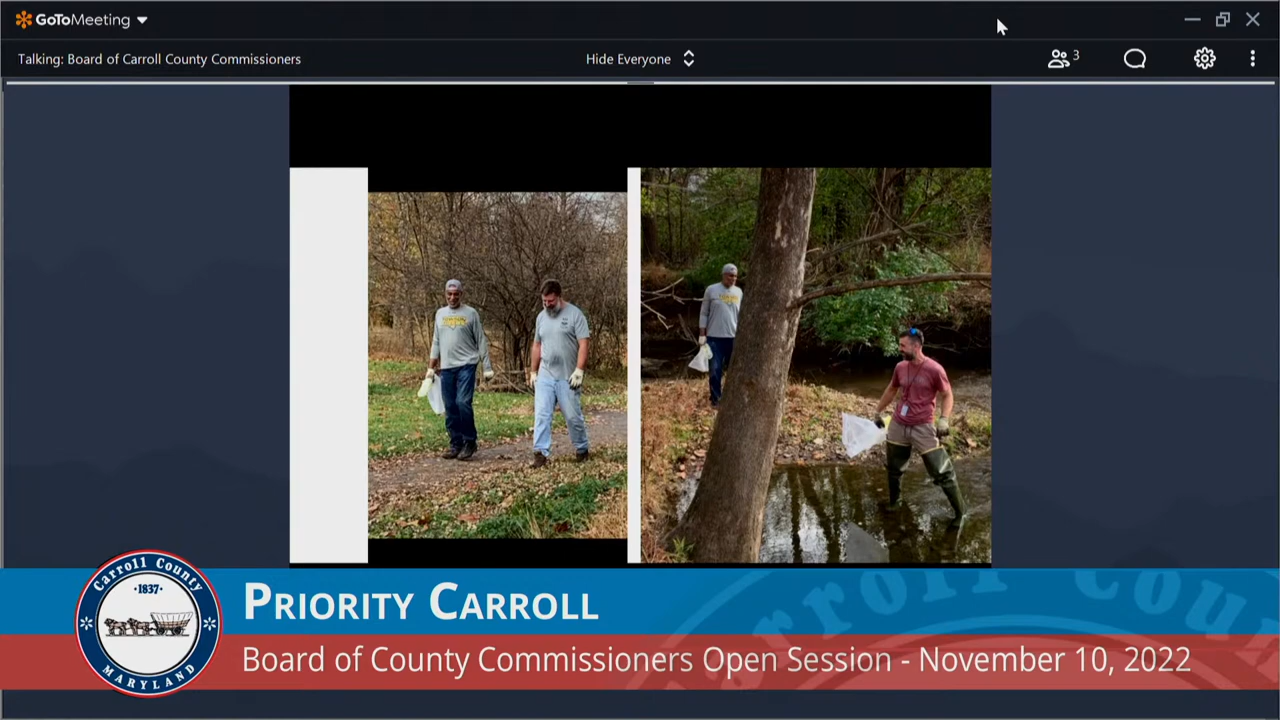 GoToMeeting
Talking: Board of Carroll County Commissioners
Hide Everyone
3
Carroll County
1837
MARYLAND
PRIORITY CARROLL
Board of County Commissioners Open Session - November 10, 2022